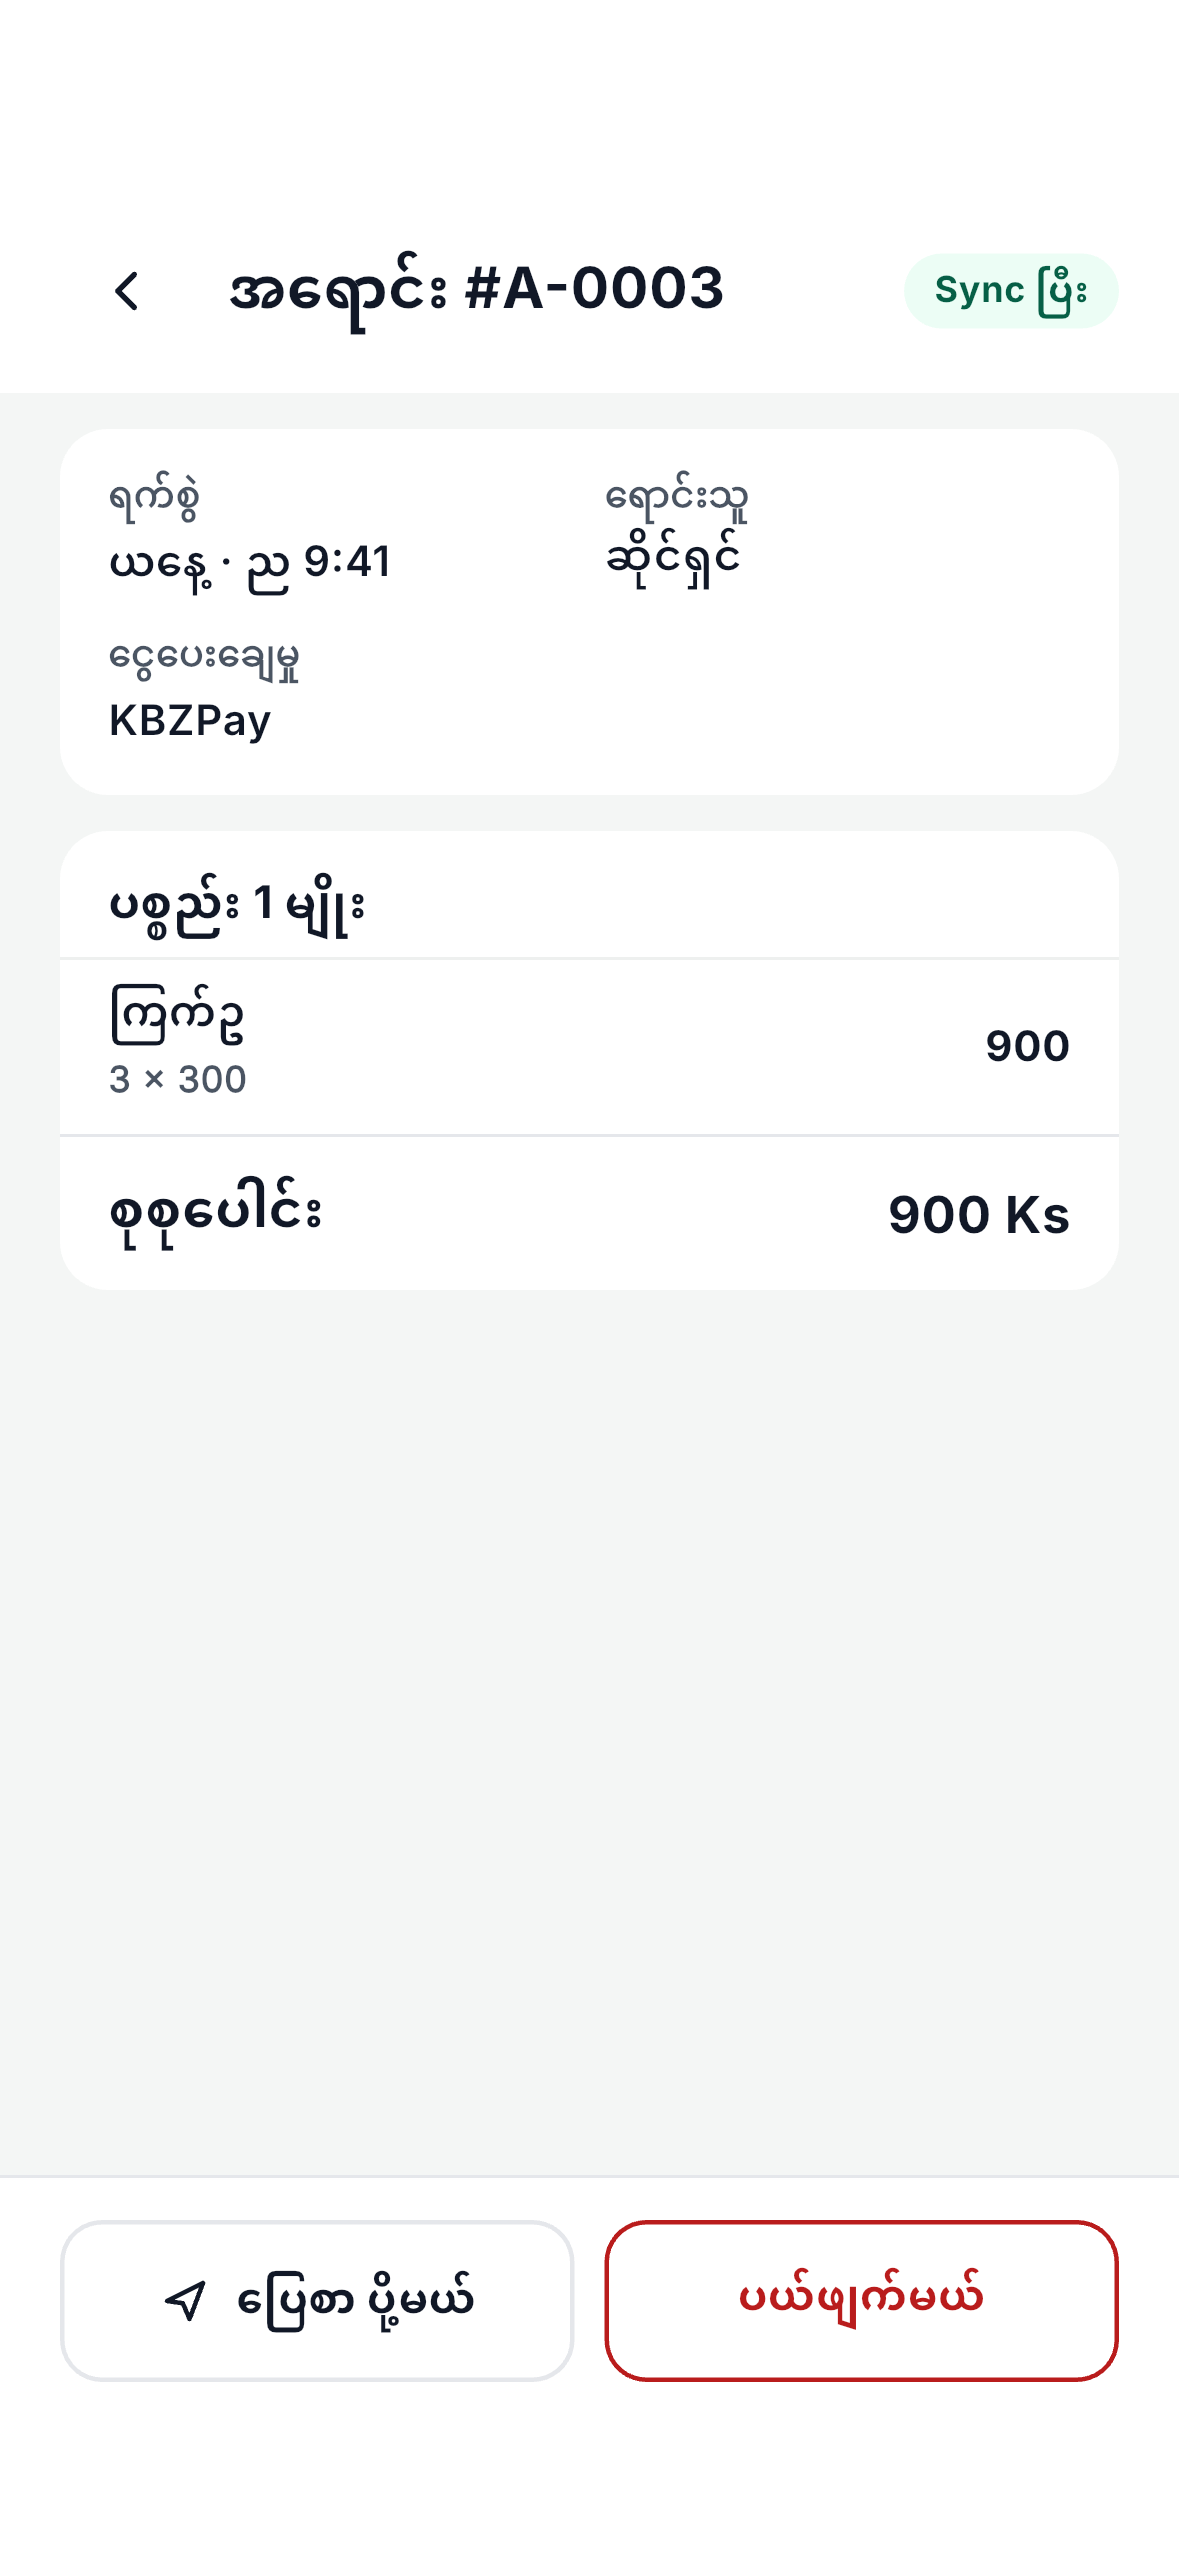 အရောင်း #A-0003
Sync ပြီး
ရက်စွဲ
ရောင်းသူ
ယနေ့ · ည 9:41
ဆိုင်ရှင်
ငွေပေးချေမှု
KBZPay
ပစ္စည်း 1 မျိုး
ကြက်ဥ
900
3 × 300
စုစုပေါင်း
900 Ks
ပြေစာ ပို့မယ်
ပယ်ဖျက်မယ်